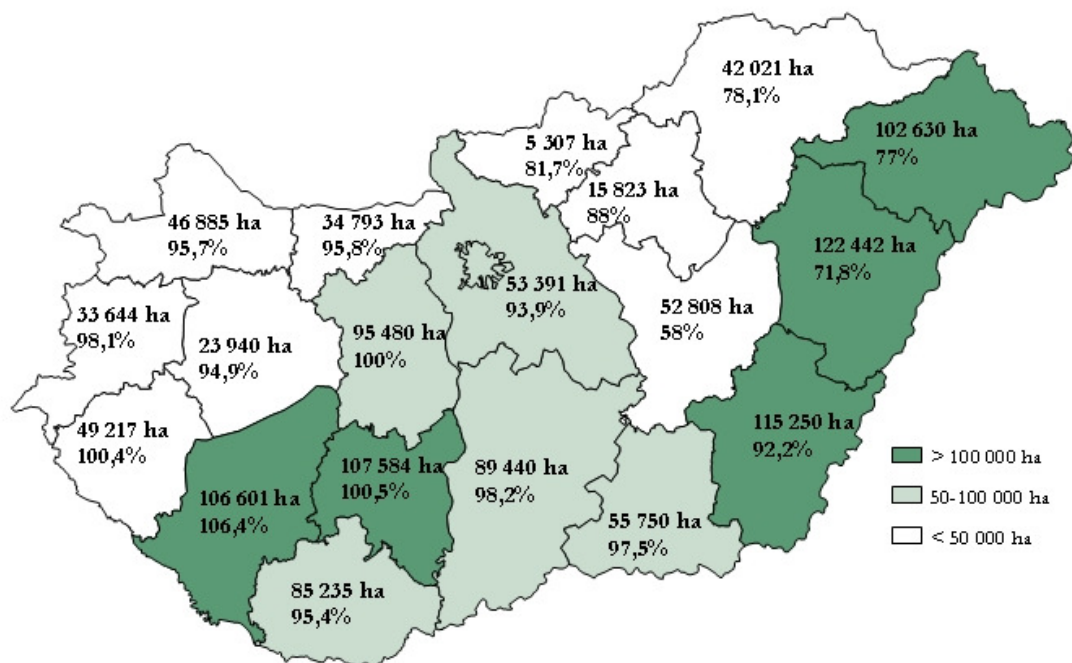 42 021 ha
78,1%
102 630 ha
77%
5 307 ha
81,7%
15 823 ha
88%
46 885 ha
95,7%
34 793 ha
95,8%
122 442 ha
71,8%
53 391 ha
93,9%
52 808 ha
58%
33 644 ha
98,1%
23 940 ha
94,9%
95 480 ha
100%
49 217 ha
100,4%
115 250 ha
92,2%
106 601 ha
106,4%
107 584 ha
100,5%
89 440 ha
98,2%
55 750 ha
97,5%
85 235 ha
95,4%
> 100 000 ha
50-100 000 ha
< 50 000 ha